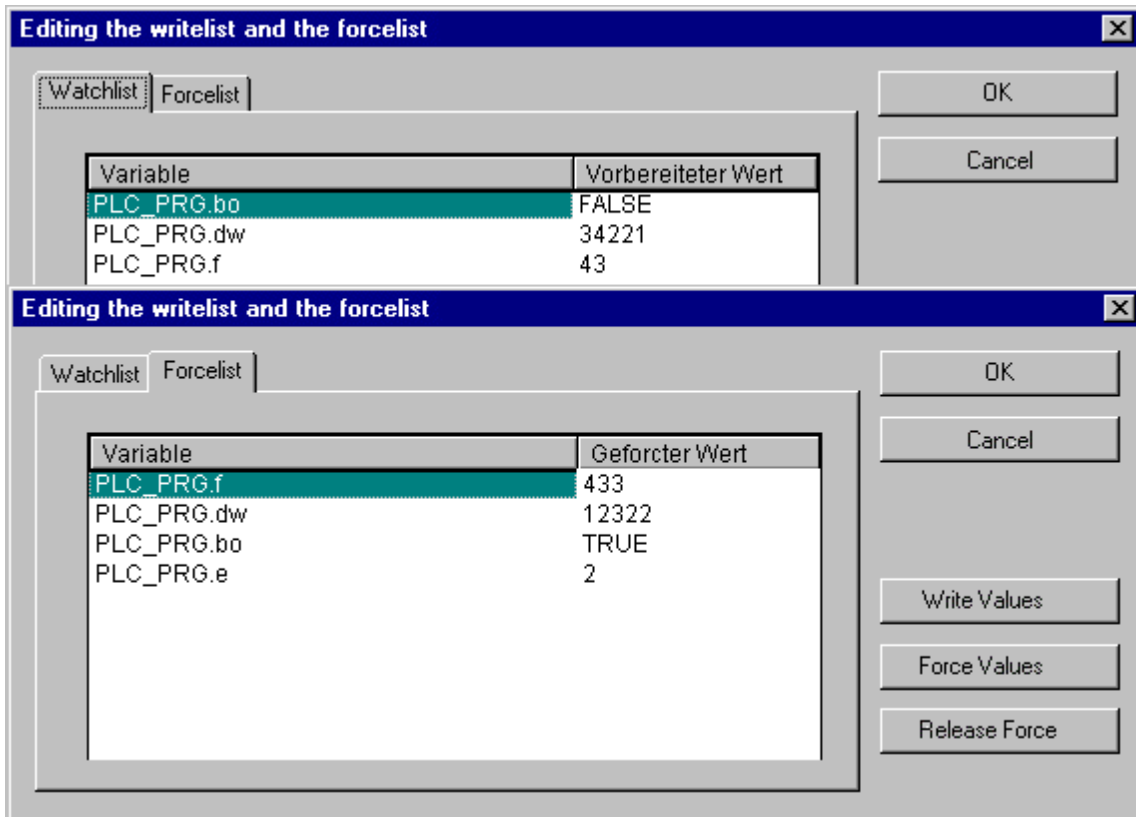 Editing the writelist and the forcelist
Watchlist Forcelist
OK
Cancel
Variable Vorbereiteter Wert
PLC_PRG.bo FALSE
PLC_PRG.dw 34221
PLC_PRG.f 43
Editing the writelist and the forcelist
Watchlist Forcelist
OK
Cancel
Variable Geforcter Wert
PLC_PRG.f 433
PLC_PRG.dw 12322
PLC_PRG.bo TRUE
PLC_PRG.e 2
Write Values
Force Values
Release Force